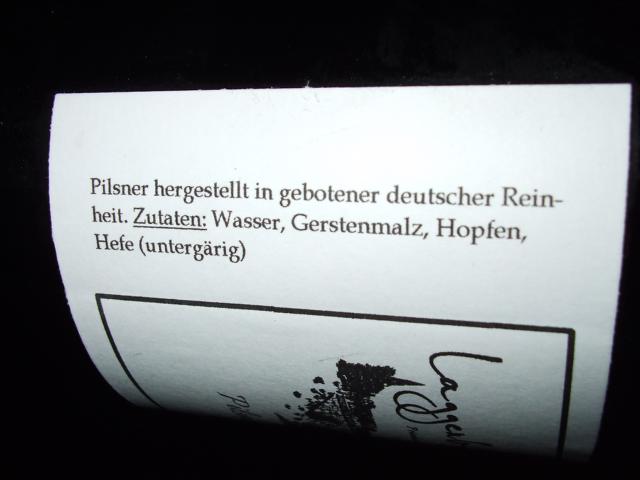 Pilsner hergestellt in gebotener deutscher Rein-
heit. Zutaten: Wasser, Gerstenmalz, Hopfen,
Hefe (untergärig)